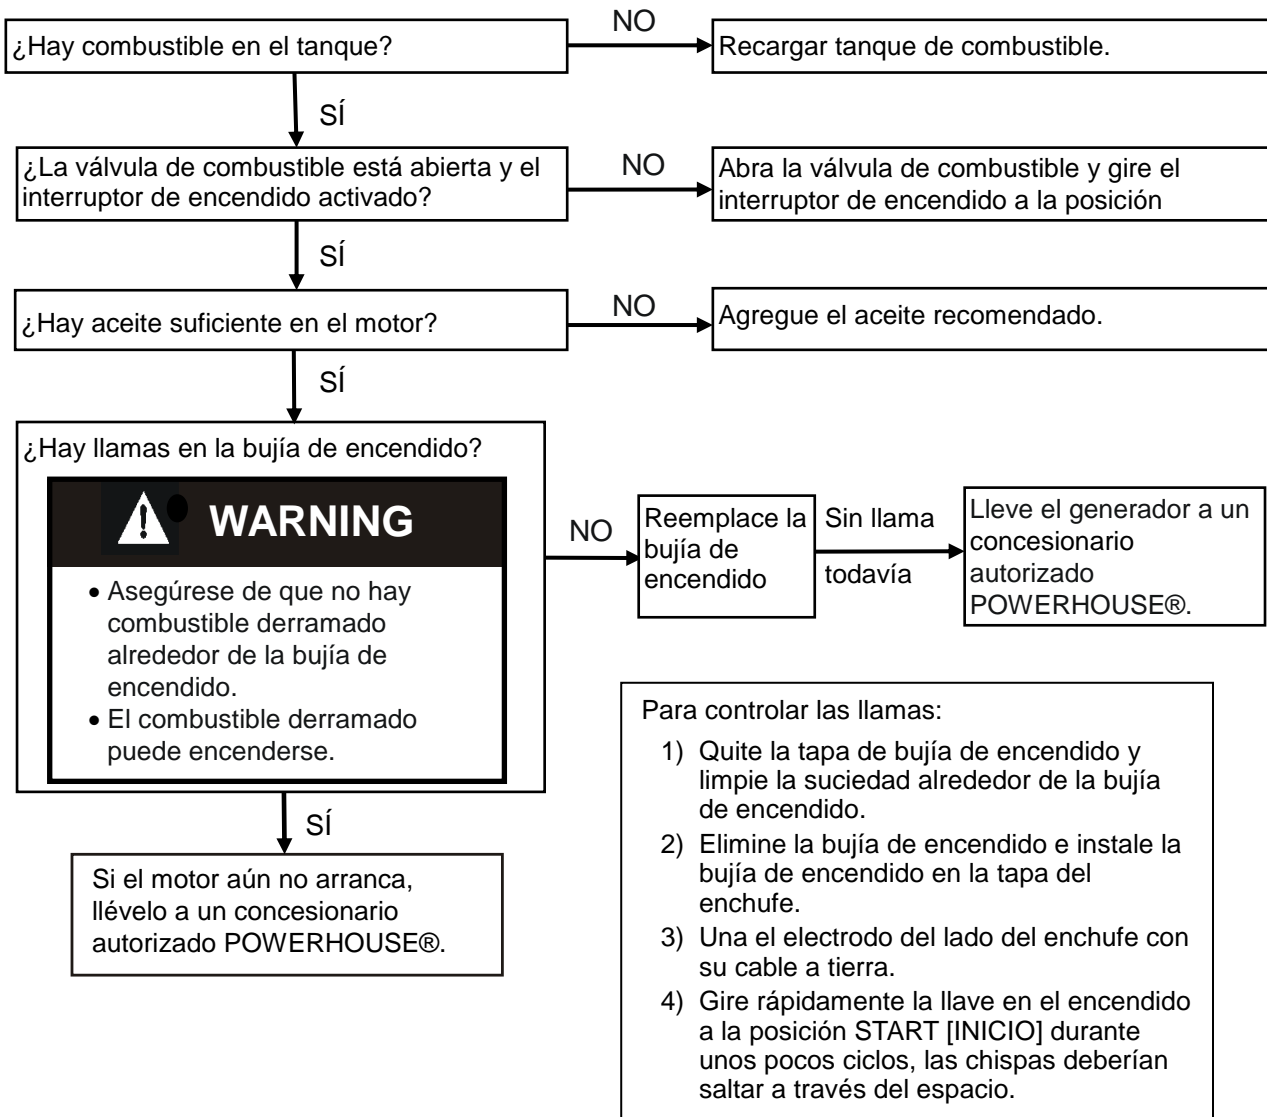 ¿Hay combustible en el tanque?
NO
Recargar tanque de combustible.
SÍ
¿La válvula de combustible está abierta y el
interruptor de encendido activado?
NO
Abra la válvula de combustible y gire el
interruptor de encendido a la posición
SÍ
¿Hay aceite suficiente en el motor?
NO
Agregue el aceite recomendado.
SÍ
¿Hay llamas en la bujía de encendido?
WARNING
• Asegúrese de que no hay
combustible derramado
alrededor de la bujía de
encendido.
• El combustible derramado
puede encenderse.
NO
Reemplace la
bujía de
encendido
Sin llama
todavía
Lleve el generador a un
concesionario
autorizado
POWERHOUSE®.
SÍ
Si el motor aún no arranca,
llévelo a un concesionario
autorizado POWERHOUSE®.
Para controlar las llamas:
1) Quite la tapa de bujía de encendido y
limpie la suciedad alrededor de la bujía
de encendido.
2) Elimine la bujía de encendido e instale la
bujía de encendido en la tapa del
enchufe.
3) Una el electrodo del lado del enchufe con
su cable a tierra.
4) Gire rápidamente la llave en el encendido
a la posición START [INICIO] durante
unos pocos ciclos, las chispas deberían
saltar a través del espacio.